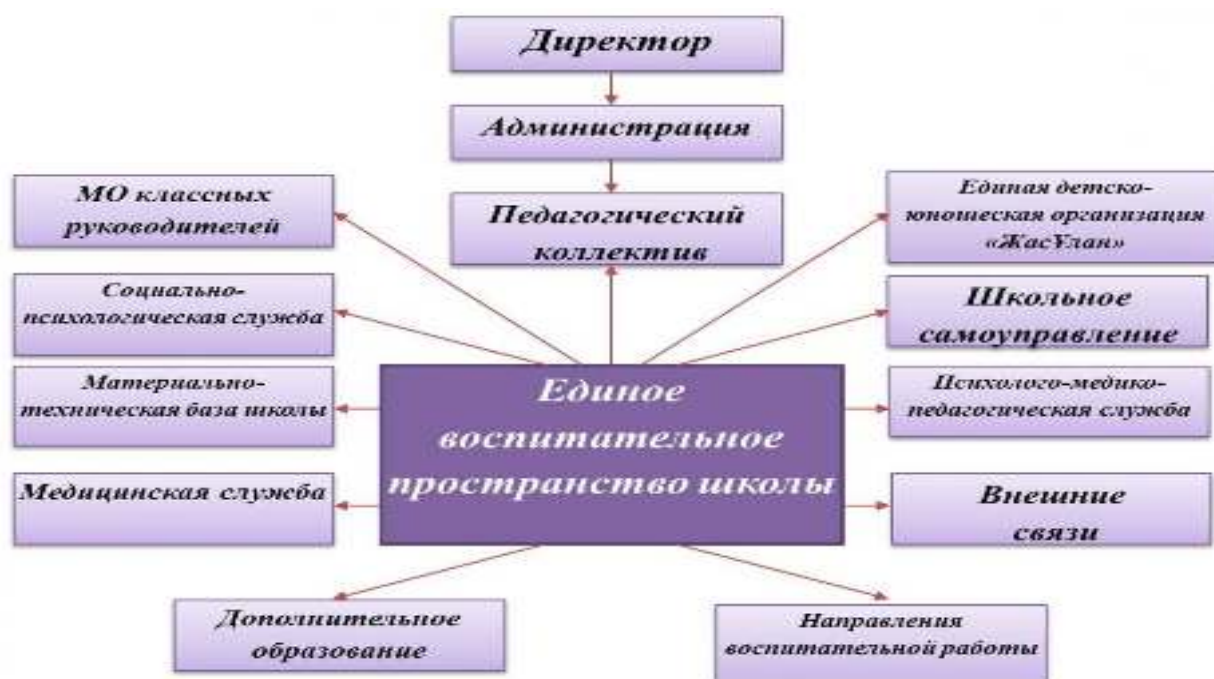 Директор
Администрация
Педагогический
коллектив
МО классных
руководителей
Социально-
психологическая служба
Материально-
техническая база школы
Медицинская служба
Единая детско-
юношеская организация
«ЖасҰлан»
Школьное
самоуправление
Психолого-медико-
педагогическая служба
Внешние
связи
Единое
воспитательное
пространство школы
Дополнительное
образование
Направления
воспитательной работы